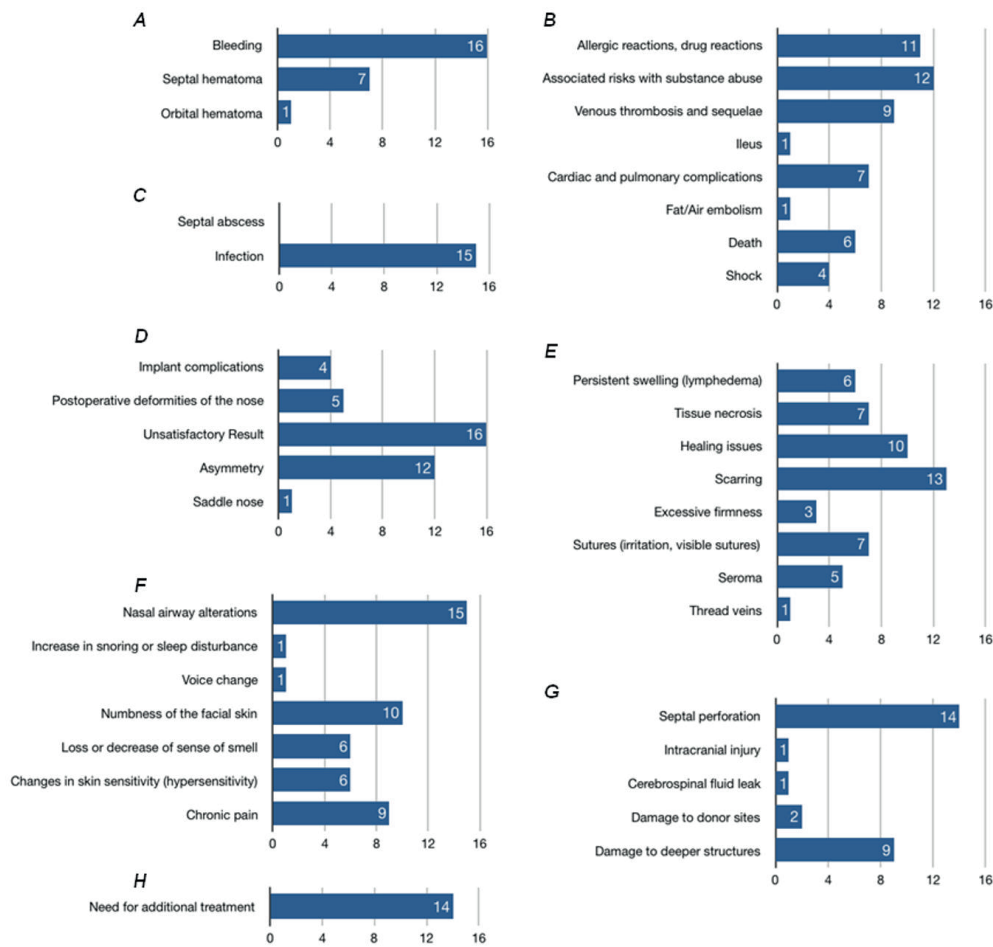 A
Bleeding 16
Septal hematoma 7
Orbital hematoma 1
0 4 8 12 16
B
Allergic reactions, drug reactions 11
Associated risks with substance abuse 12
Venous thrombosis and sequelae 9
Ileus 1
Cardiac and pulmonary complications 7
Fat/Air embolism 1
Death 6
Shock 4
0 4 8 12 16
C
Septal abscess
Infection 15
0 4 8 12 16
D
Implant complications 4
Postoperative deformities of the nose 5
Unsatisfactory Result 16
Asymmetry 12
Saddle nose 1
0 4 8 12 16
E
Persistent swelling (lymphedema) 6
Tissue necrosis 7
Healing issues 10
Scarring 13
Excessive firmness 3
Sutures (irritation, visible sutures) 7
Seroma 5
Thread veins 1
0 4 8 12 16
F
Nasal airway alterations 15
Increase in snoring or sleep disturbance 1
Voice change 1
Numbness of the facial skin 10
Loss or decrease of sense of smell 6
Changes in skin sensitivity (hypersensitivity) 6
Chronic pain 9
0 4 8 12 16
G
Septal perforation 14
Intracranial injury 1
Cerebrospinal fluid leak 1
Damage to donor sites 2
Damage to deeper structures 9
0 4 8 12 16
H
Need for additional treatment 14
0 4 8 12 16